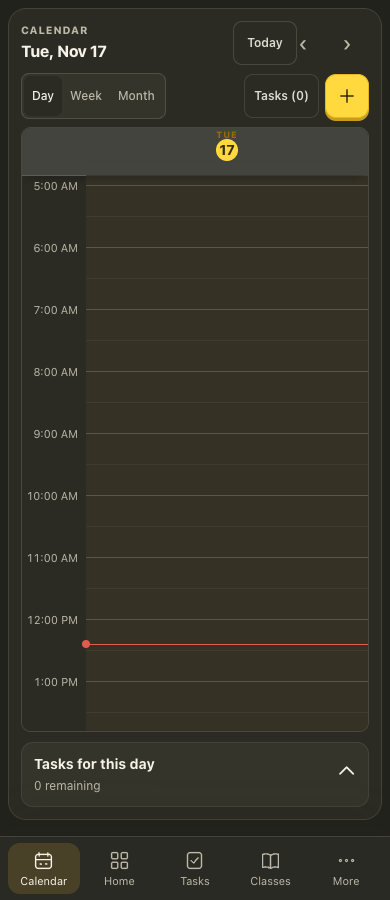 CALENDAR
Tue, Nov 17
Today
Day Week Month
Tasks (0)
TUE
17
5:00 AM
6:00 AM
7:00 AM
8:00 AM
9:00 AM
10:00 AM
11:00 AM
12:00 PM
1:00 PM
Tasks for this day
0 remaining
Calendar Home Tasks Classes More